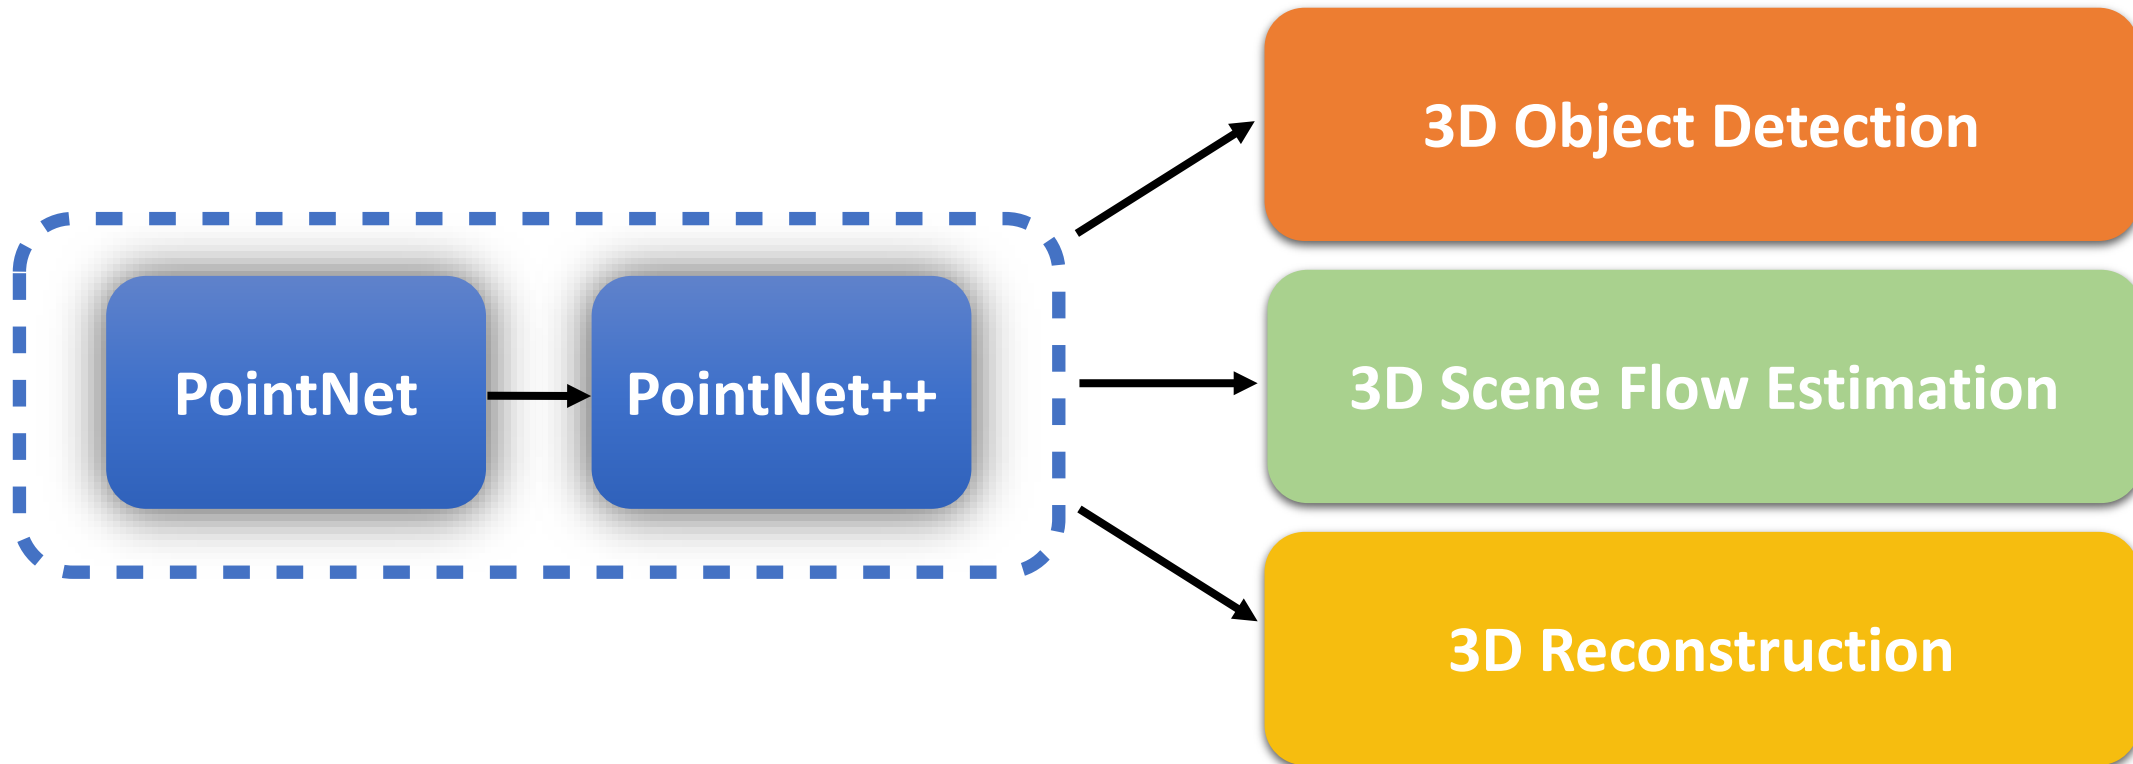 3D Object Detection
PointNet
PointNet++
3D Scene Flow Estimation
3D Reconstruction